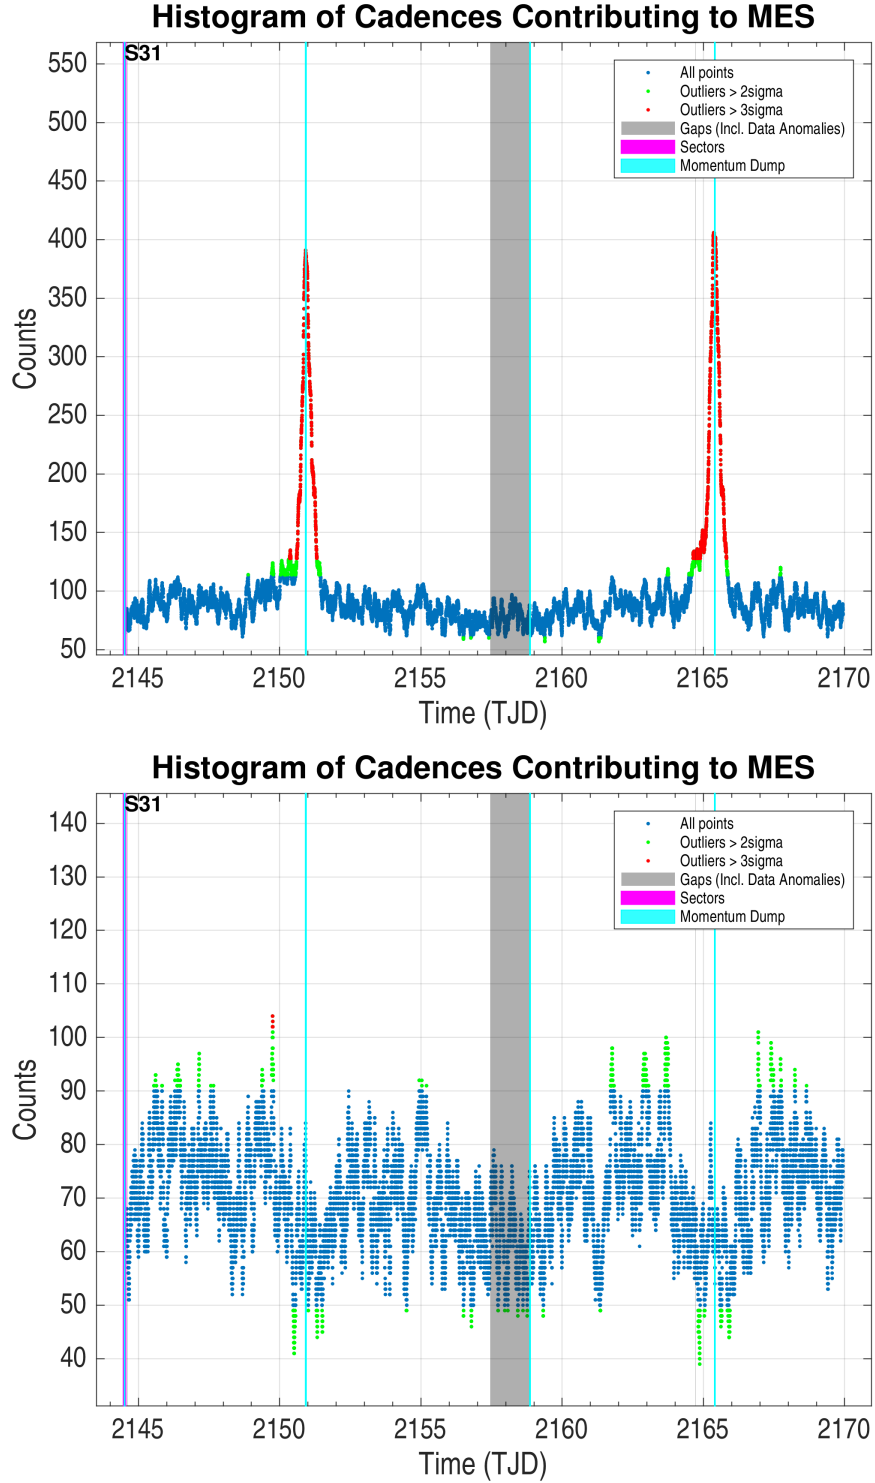 Histogram of Cadences Contributing to MES
S31
All points
Outliers > 2sigma
Outliers > 3sigma
Gaps (Incl. Data Anomalies)
Sectors
Momentum Dump
550
500
450
400
350
300
250
200
150
100
50
Counts
2145 2150 2155 2160 2165 2170
Time (TJD)
Histogram of Cadences Contributing to MES
S31
All points
Outliers > 2sigma
Outliers > 3sigma
Gaps (Incl. Data Anomalies)
Sectors
Momentum Dump
140
130
120
110
100
90
80
70
60
50
40
Counts
2145 2150 2155 2160 2165 2170
Time (TJD)